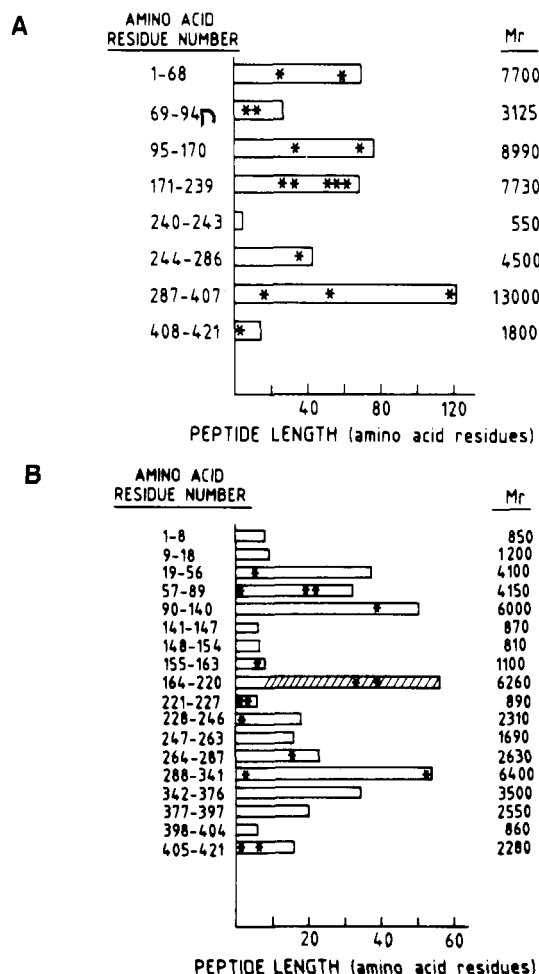 A
AMINO ACID
RESIDUE NUMBER Mr
1-68 ** 7700
69-94 ** 3125
95-170 ** 8990
171-239 ***** 7730
240-243 550
244-286 * 4500
287-407 *** 13000
408-421 * 1800
40 80 120
PEPTIDE LENGTH (amino acid residues)
B
AMINO ACID
RESIDUE NUMBER Mr
1-8 850
9-18 1200
19-56 * 4100
57-89 *** 4150
90-140 * 6000
141-147 870
148-154 810
155-163 * 1100
164-220 ** 6260
221-227 ** 890
228-246 * 2310
247-263 1690
264-287 * 2630
288-341 ** 6400
342-376 3500
377-397 2550
398-404 860
405-421 ** 2280
20 40 60
PEPTIDE LENGTH (amino acid residues)